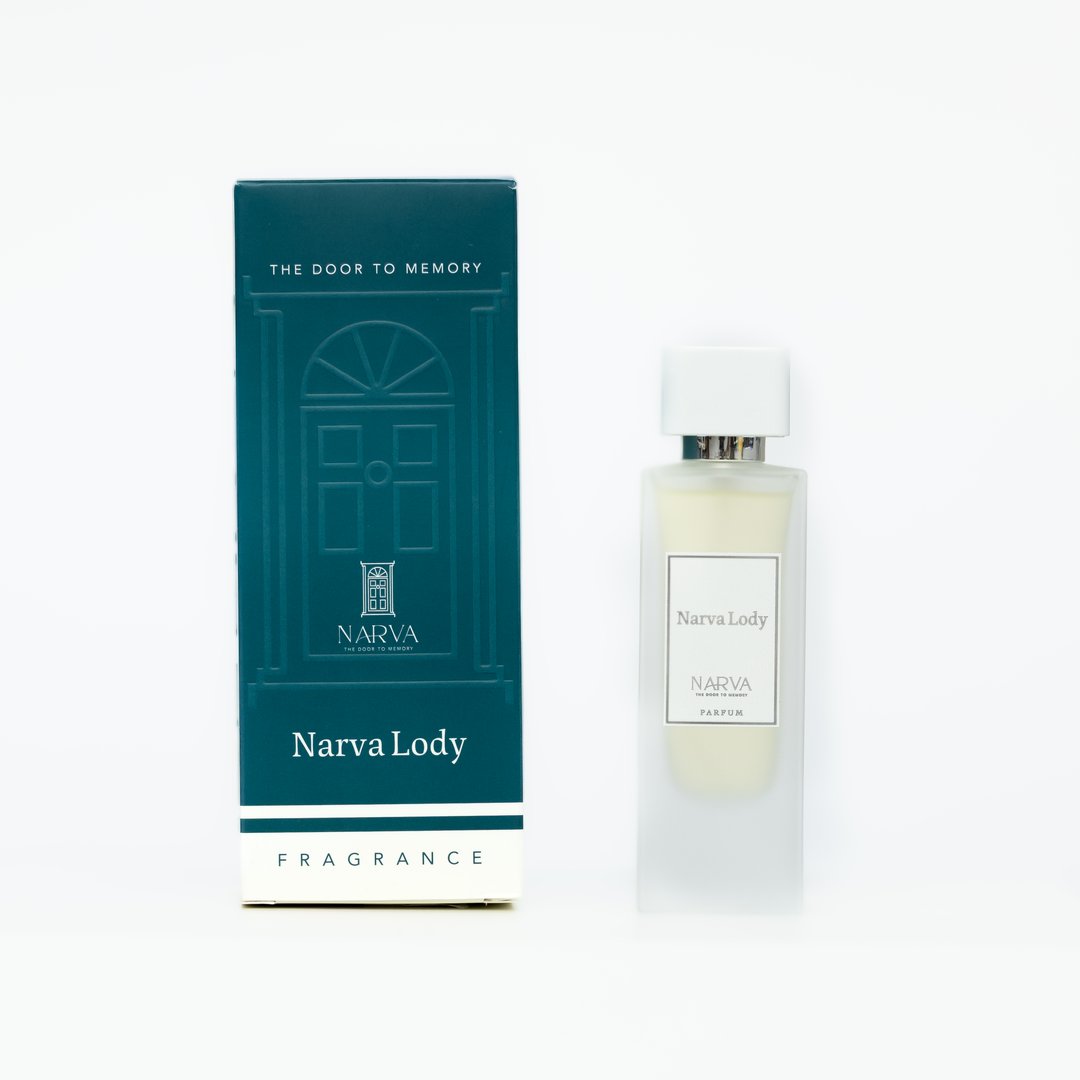 THE DOOR TO MEMORY
NARVA
THE DOOR TO MEMORY
Narva Lody
FRAGRANCE
Narva Lody
NARVA
THE DOOR TO MEMORY
PARFUM